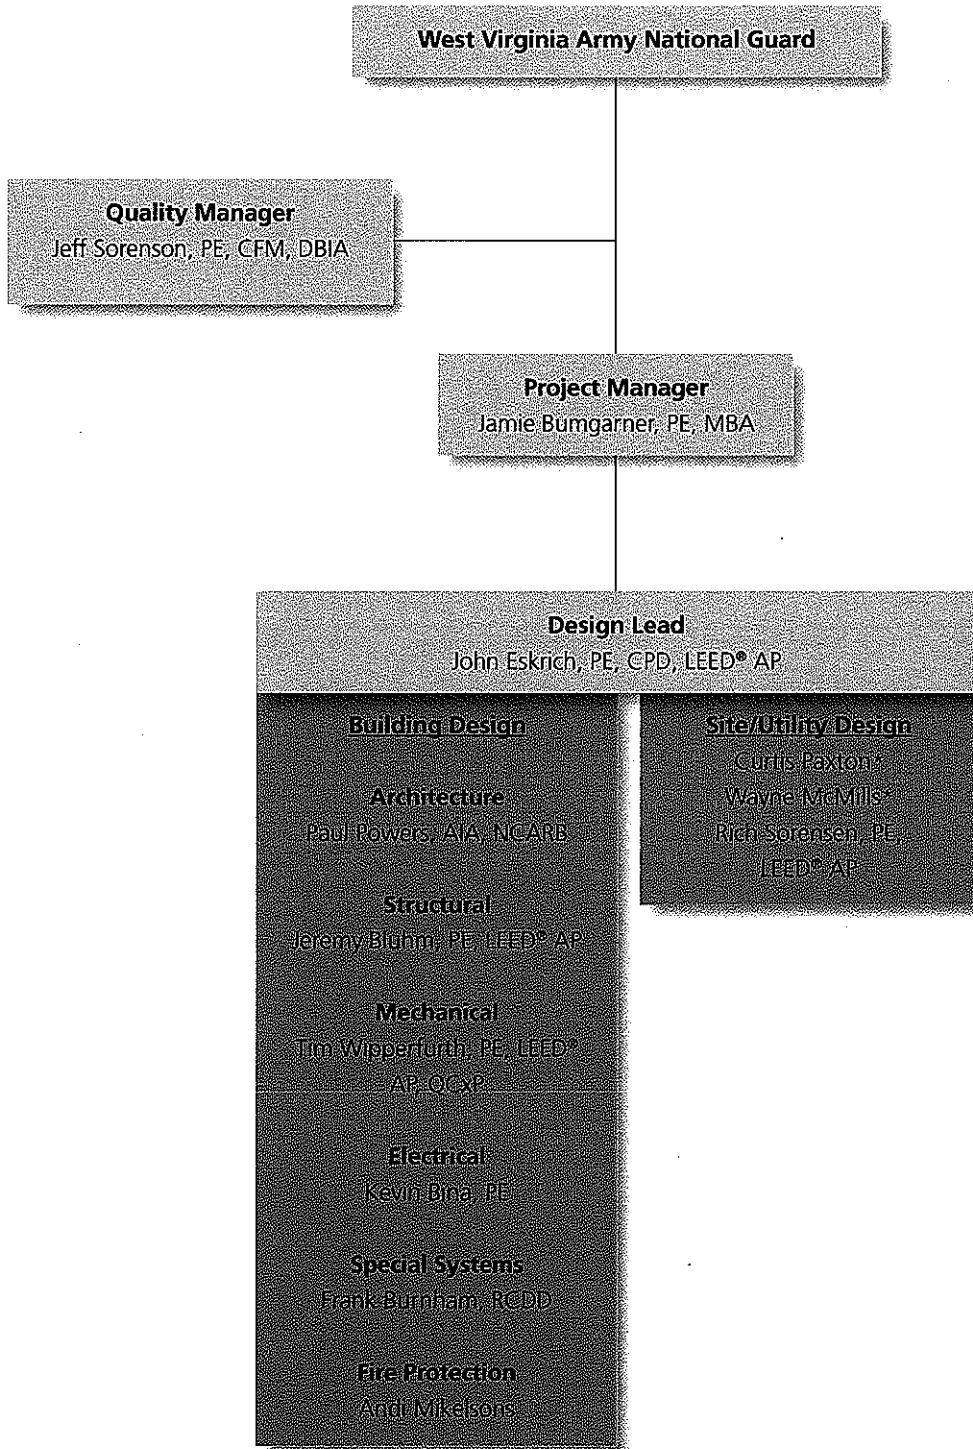 West Virginia Army National Guard
Quality Manager
Jeff Sorenson, PE, CFM, DBIA
Project Manager
Jamie Bumgarner, PE, MBA
Design Lead
John Eskrich, PE, CPD, LEED® AP
Building Design
Architecture
Paul Powers, AIA, NCARB
Structural
Jeremy Bluhm, PE, LEED® AP
Mechanical
Tim Wipperfurth, PE, LEED®
AP, QCxP
Electrical
Kevin Bina, PE
Special Systems
Frank Burnham, RCDD
Fire Protection
Andi Mikelsons
Site/Utility Design
Curtis Paxton*
Wayne McMills*
Rich Sorensen, PE,
LEED® AP